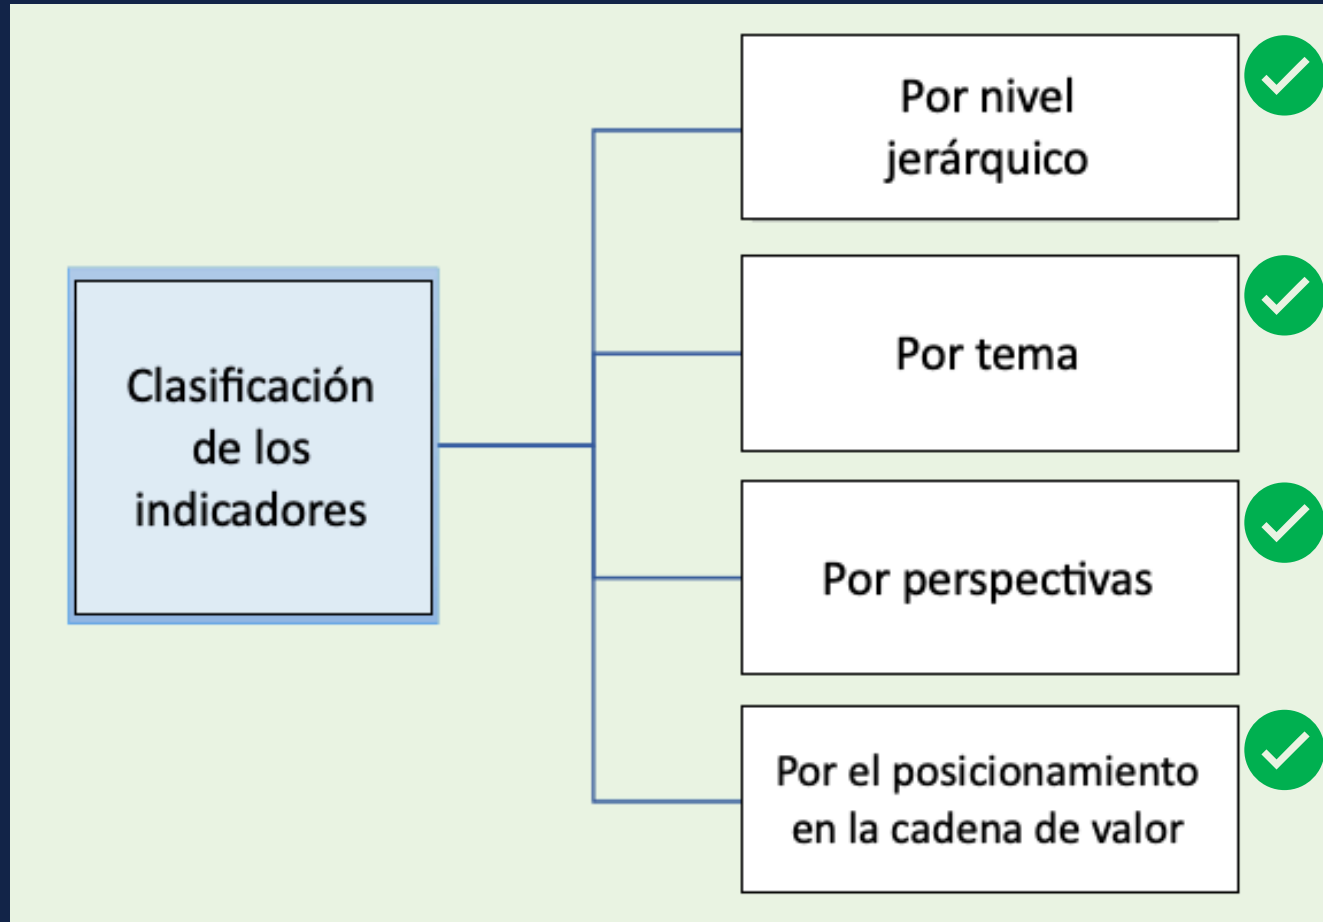 Clasificación
de los
indicadores
Por nivel
jerárquico
Por tema
Por perspectivas
Por el posicionamiento
en la cadena de valor